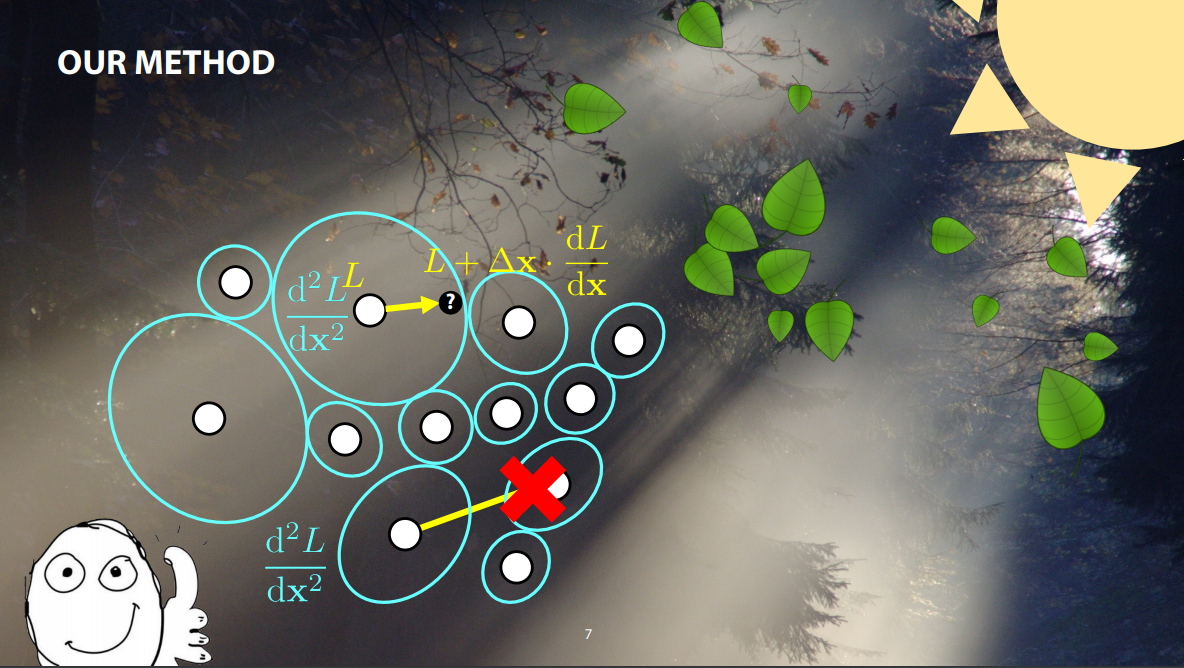 OUR METHOD
L + Δx · dL/dx
L
d²L/dx²
?
d²L/dx²
7